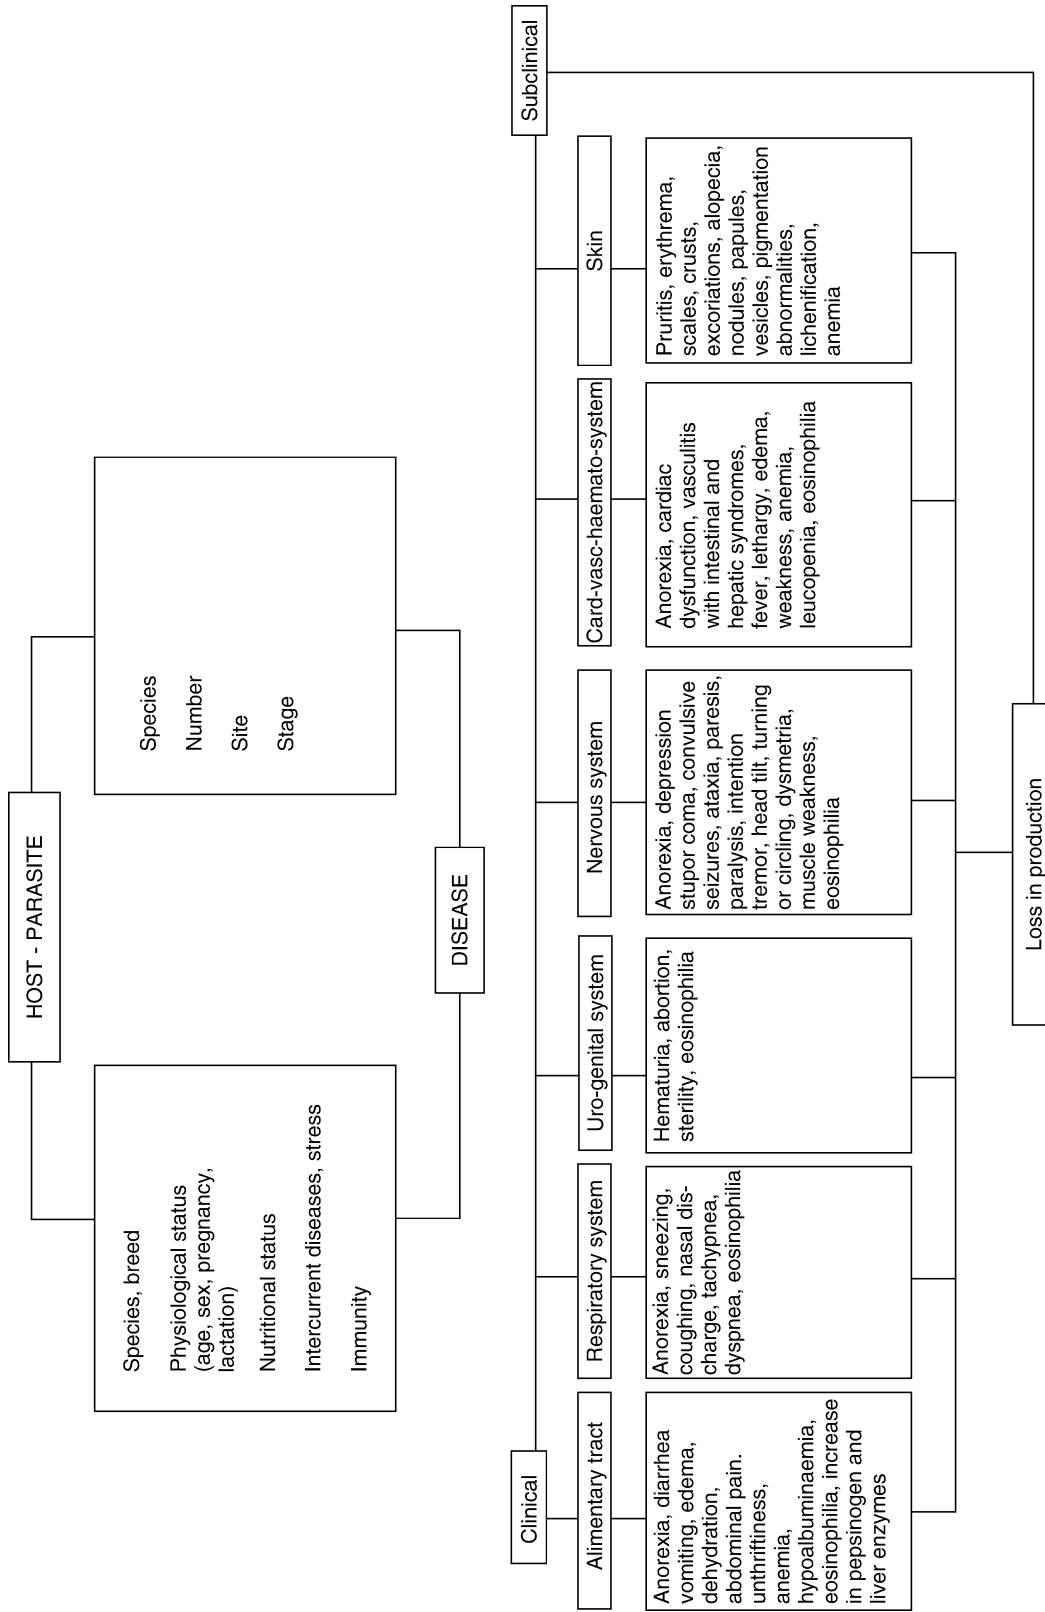 HOST - PARASITE
Species, breed
Physiological status
(age, sex, pregnancy,
lactation)
Nutritional status
Intercurrent diseases, stress
Immunity
Species
Number
Site
Stage
DISEASE
Clinical
Subclinical
Alimentary tract
Anorexia, diarrhea
vomiting, edema,
dehydration,
abdominal pain.
unthriftiness,
anemia,
hypoalbuminaemia,
eosinophilia, increase
in pepsinogen and
liver enzymes
Respiratory system
Anorexia, sneezing,
coughing, nasal dis-
charge, tachypnea,
dyspnea, eosinophilia
Uro-genital system
Hematuria, abortion,
sterility, eosinophilia
Nervous system
Anorexia, depression
stupor coma, convulsive
seizures, ataxia, paresis,
paralysis, intention
tremor, head tilt, turning
or circling, dysmetria,
muscle weakness,
eosinophilia
Card-vasc-haemato-system
Anorexia, cardiac
dysfunction, vasculitis
with intestinal and
hepatic syndromes,
fever, lethargy, edema,
weakness, anemia,
leucopenia, eosinophilia
Skin
Pruritis, erythrema,
scales, crusts,
excoriations, alopecia,
nodules, papules,
vesicles, pigmentation
abnormalities,
lichenification,
anemia
Loss in production